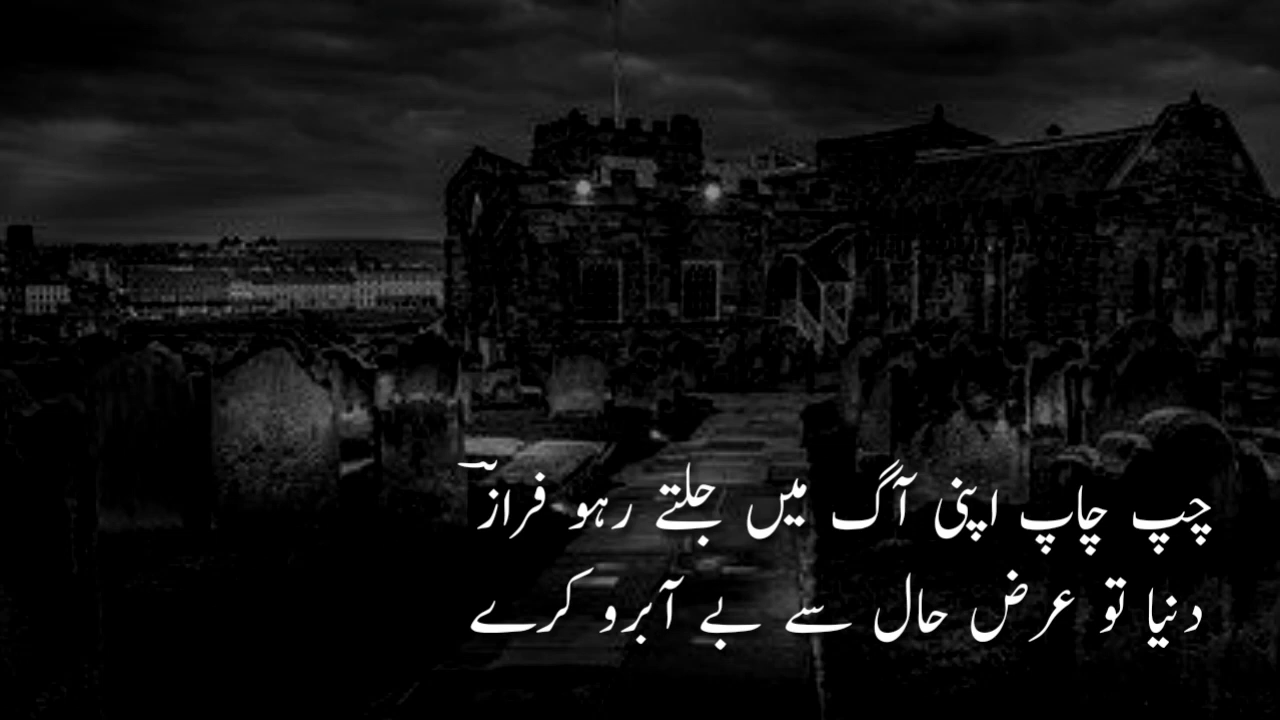 چپ چاپ اپنی آگ میں جلتے رہو فرازؔ
دنیا تو عرض حال سے بے آبرو کرے